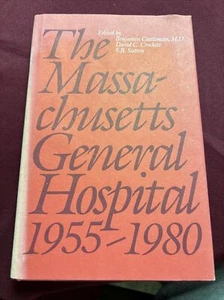 The
Edited by
Benjamin Castleman, M.D.
David C. Crockett
S.B. Sutton
Massa-
chusetts
General
Hospital
1955-1980